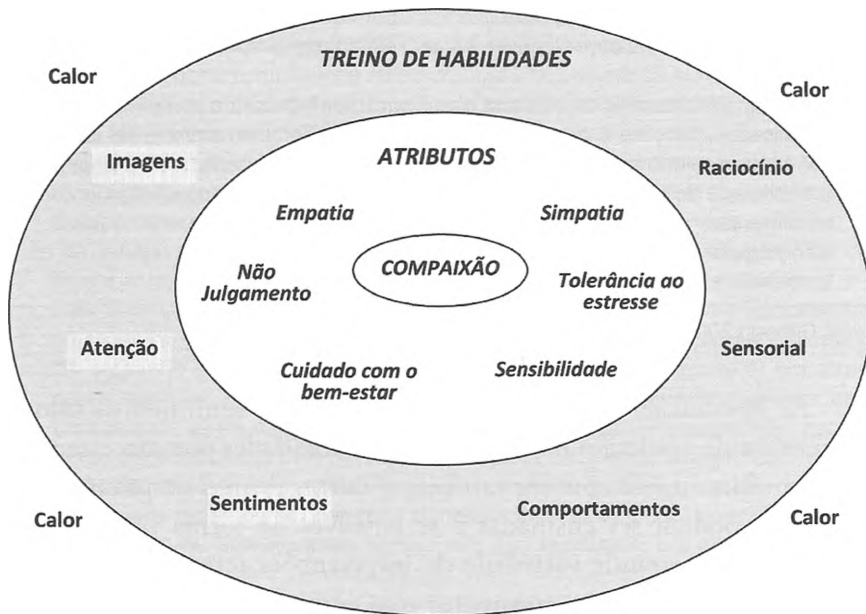 TREINO DE HABILIDADES
Calor
Calor
Imagens
ATRIBUTOS
Raciocínio
Empatia
Simpatia
COMPAIXÃO
Não
Julgamento
Tolerância ao
estresse
Atenção
Sensorial
Cuidado com o
bem-estar
Sensibilidade
Sentimentos
Comportamentos
Calor
Calor